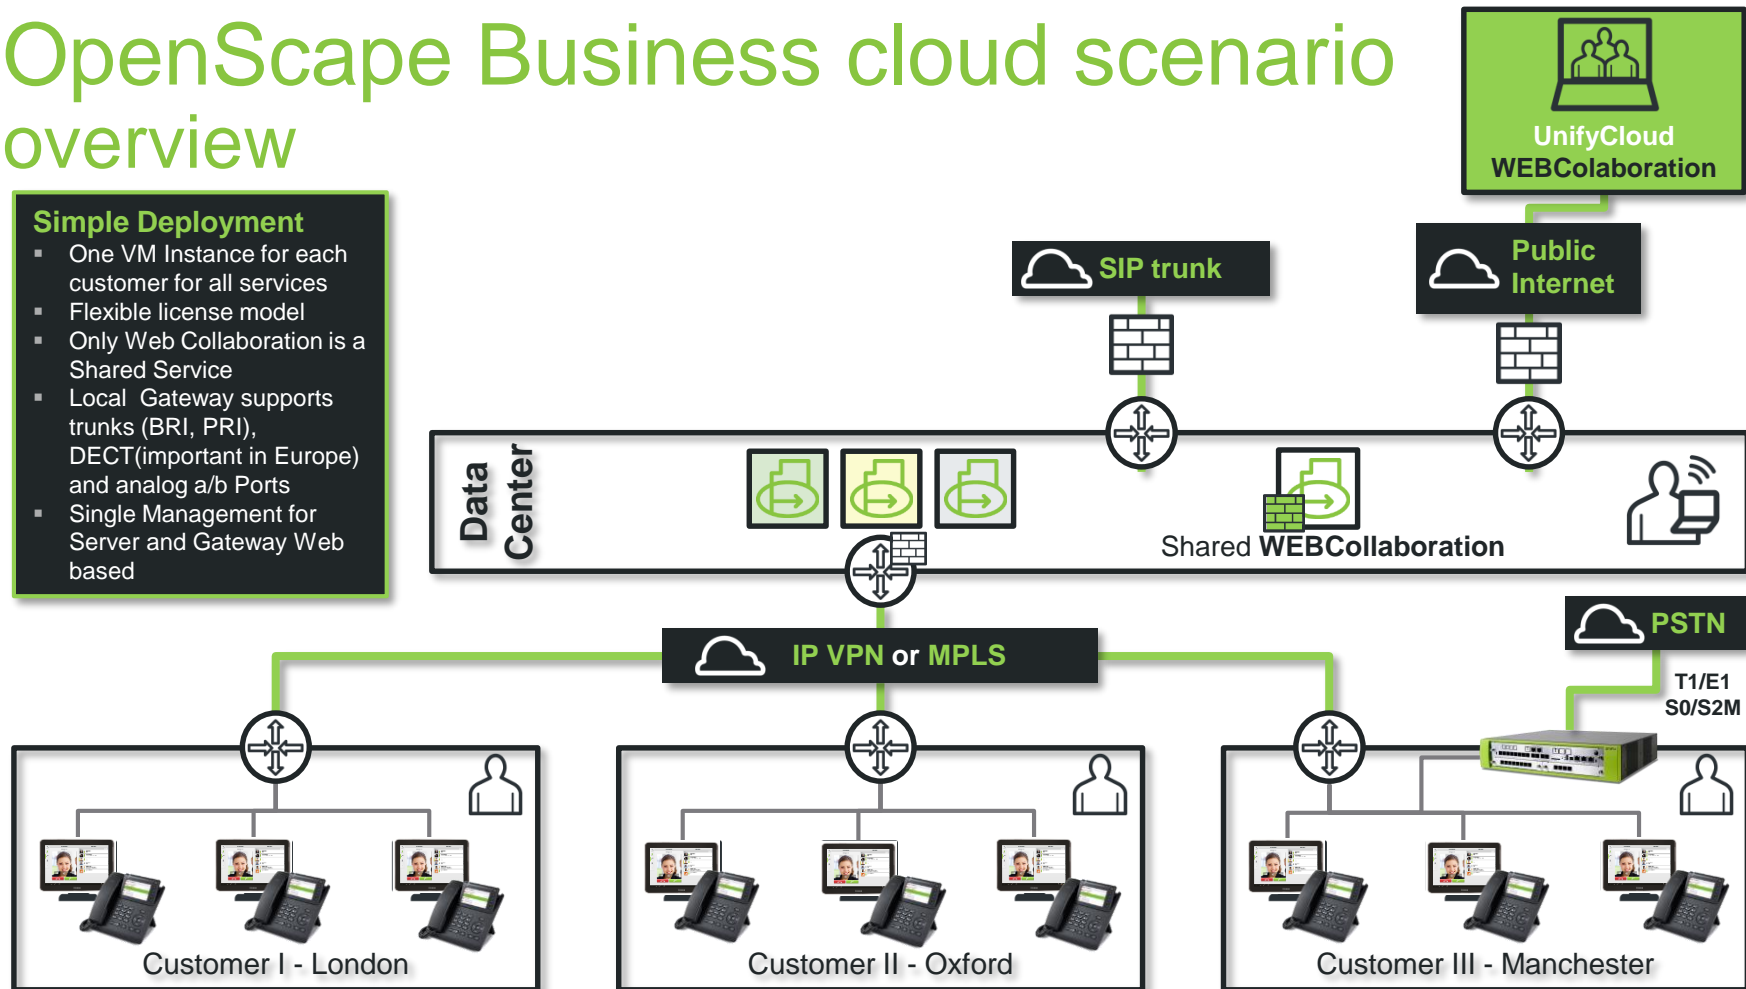 OpenScape Business cloud scenario
overview
UnifyCloud
WEBColaboration
Simple Deployment
▪ One VM Instance for each
customer for all services
▪ Flexible license model
▪ Only Web Collaboration is a
Shared Service
▪ Local  Gateway supports
trunks (BRI, PRI),
DECT(important in Europe)
and analog a/b Ports
▪ Single Management for
Server and Gateway Web
based
SIP trunk
Public
Internet
Data
Center
Shared WEBCollaboration
IP VPN or MPLS
PSTN
T1/E1
S0/S2M
Customer I - London
Customer II - Oxford
Customer III - Manchester